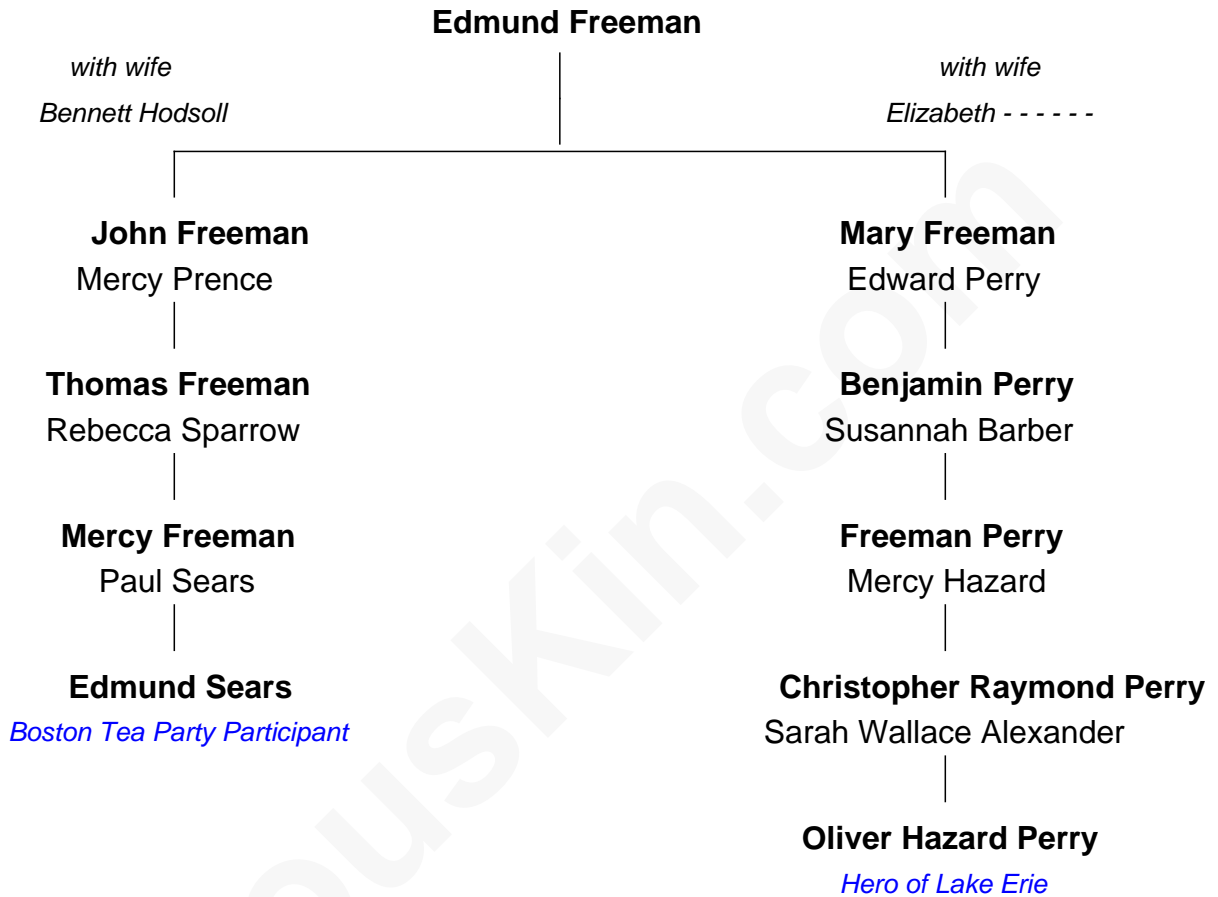 Edmund Freeman
with wife
Bennett Hodsoll
with wife
Elizabeth - - - - - -
John Freeman
Mercy Prence
Mary Freeman
Edward Perry
Thomas Freeman
Rebecca Sparrow
Benjamin Perry
Susannah Barber
Mercy Freeman
Paul Sears
Freeman Perry
Mercy Hazard
Edmund Sears
Boston Tea Party Participant
Christopher Raymond Perry
Sarah Wallace Alexander
Oliver Hazard Perry
Hero of Lake Erie
ousKin.com